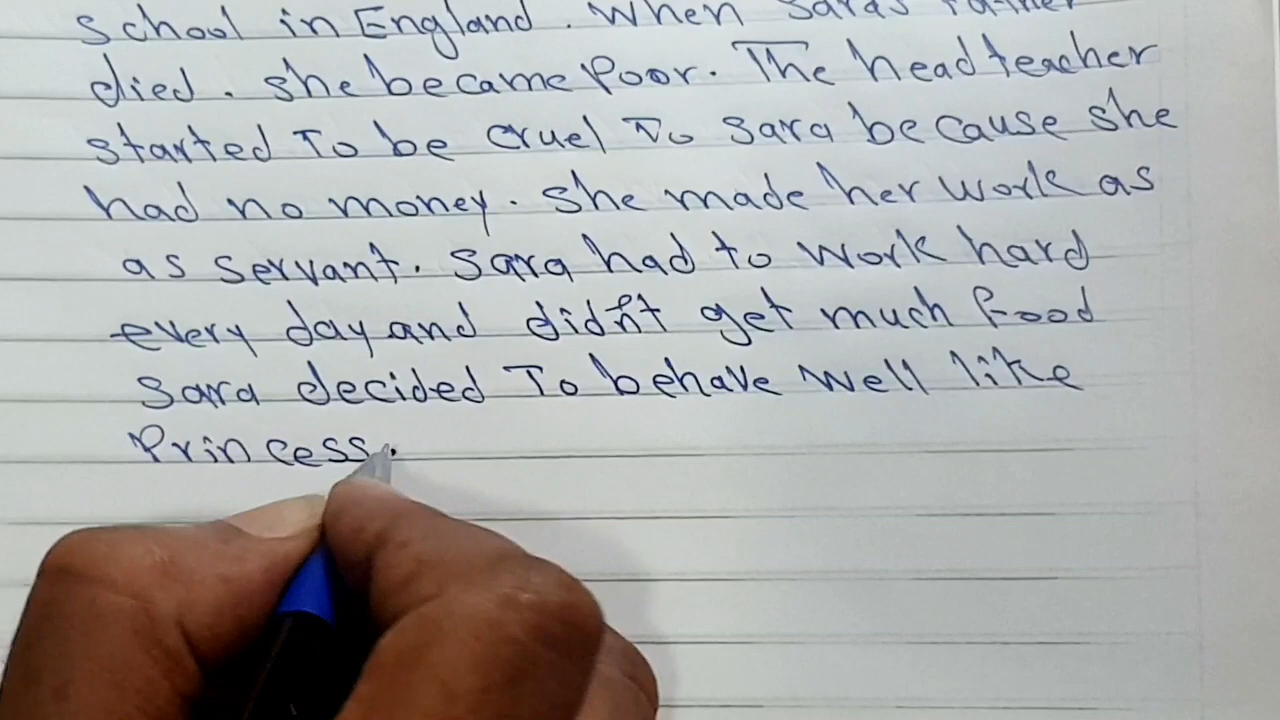 School in England. When Sara's father
died. she became Poor. The head teacher
started To be cruel To Sara because she
had no money. She made her work as
as servant. Sara had to work hard
every day and didn't get much food
Sara decided To behave well like
Princess.